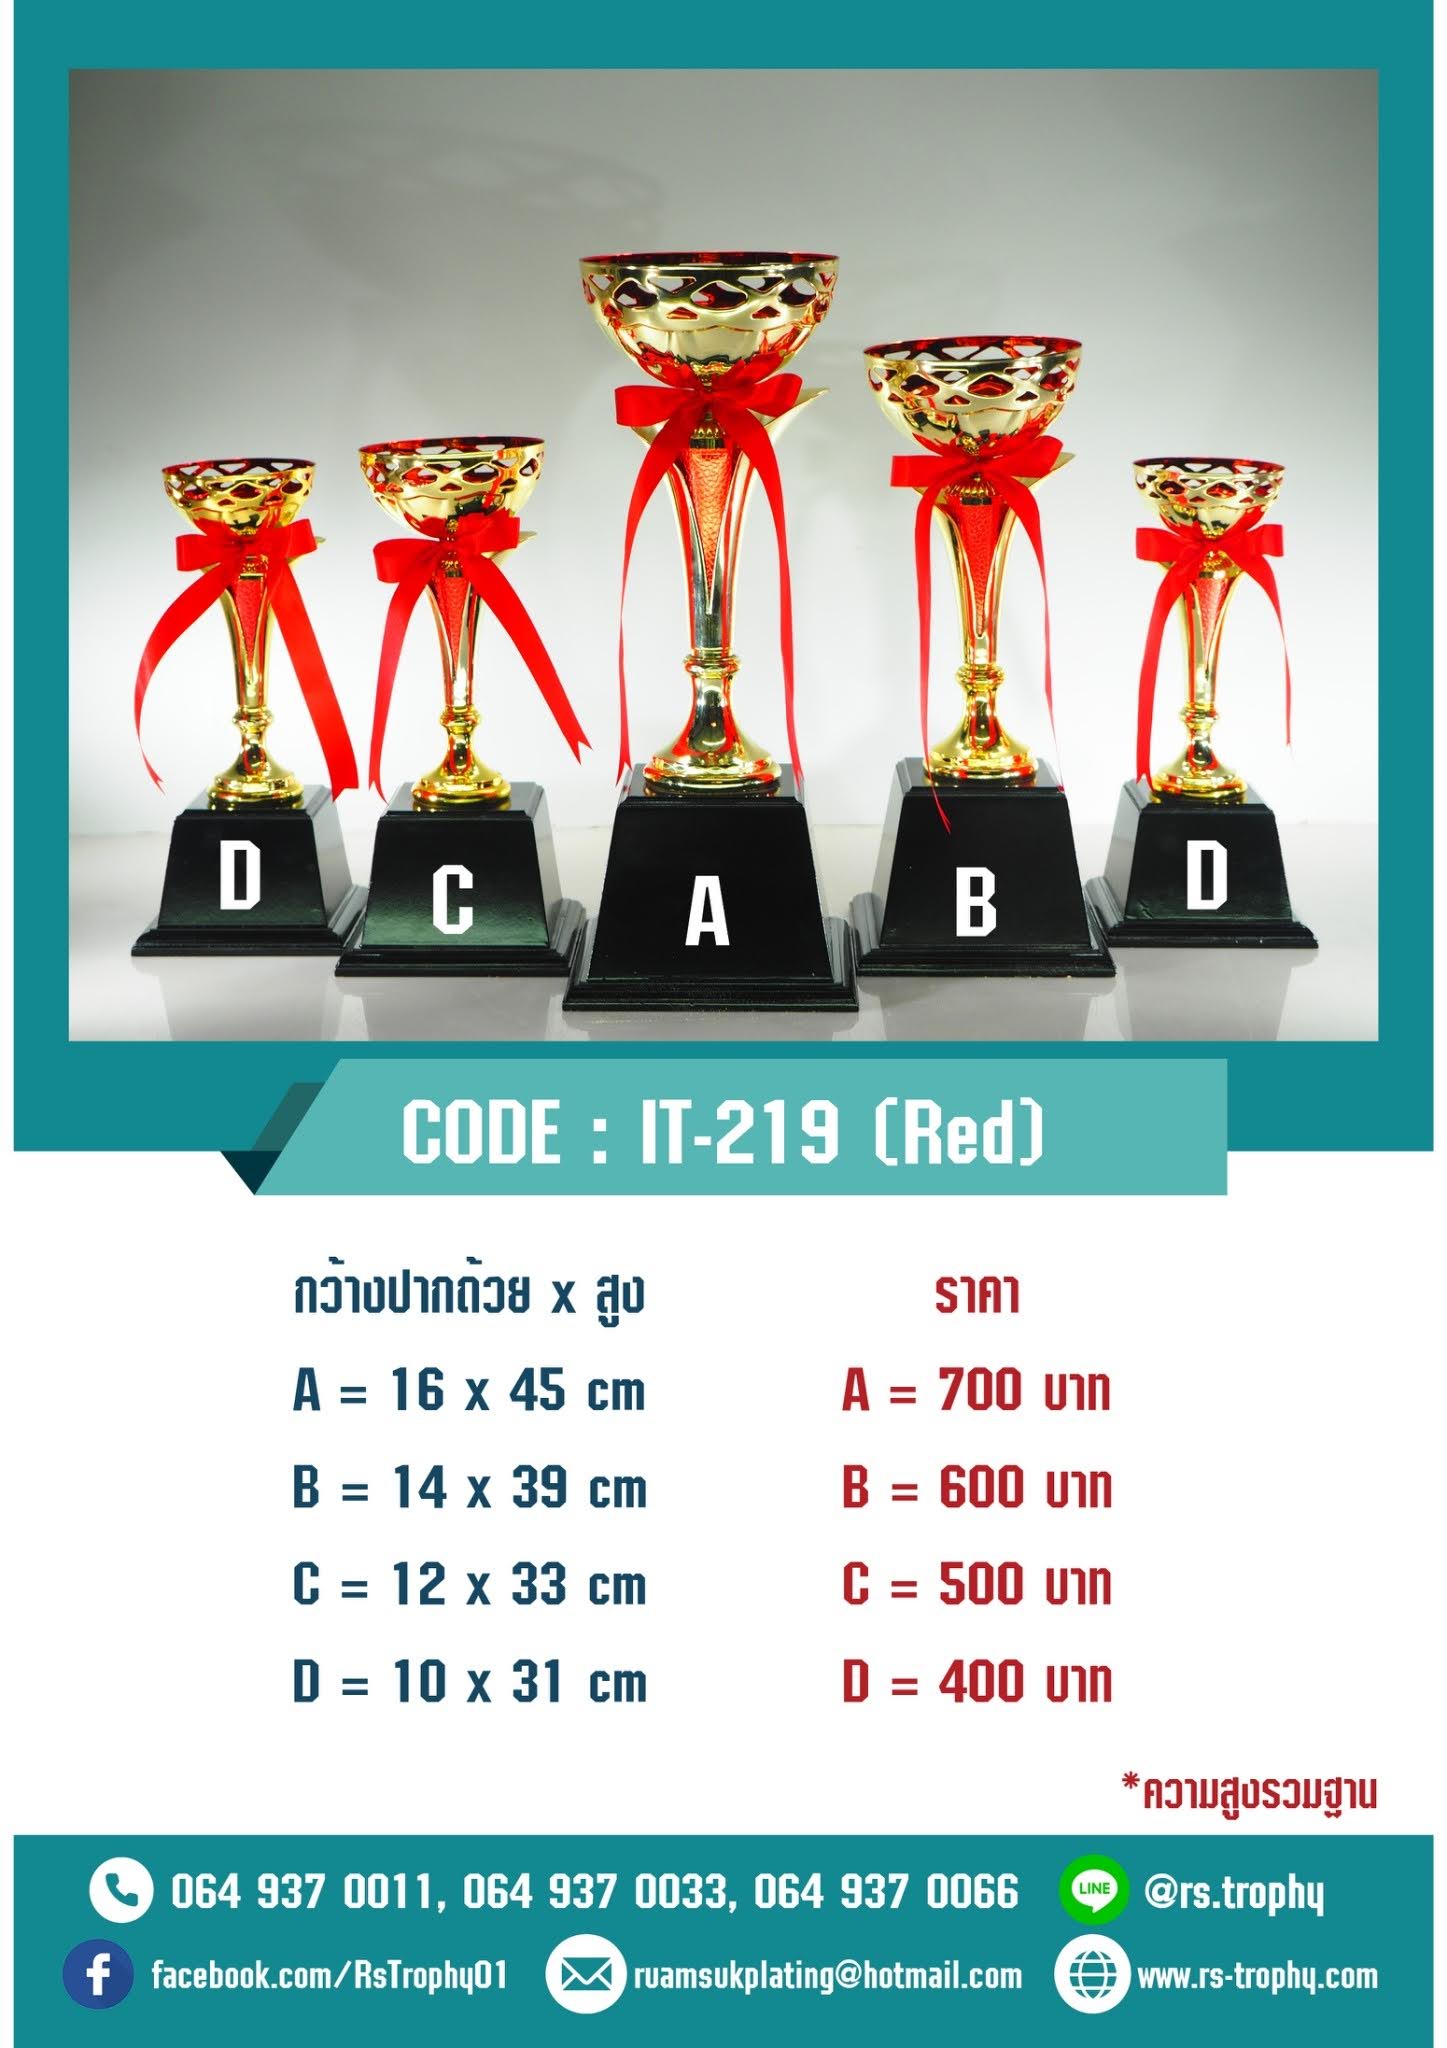 D C A B D
CODE : IT-219 (Red)
กว้างปากถ้วย x สูง ราคา
A = 16 x 45 cm A = 700 บาท
B = 14 x 39 cm B = 600 บาท
C = 12 x 33 cm C = 500 บาท
D = 10 x 31 cm D = 400 บาท
*ความสูงรวมฐาน
064 937 0011, 064 937 0033, 064 937 0066 LINE @rs.trophy
f facebook.com/RsTrophy01 ruamsukplating@hotmail.com www.rs-trophy.com